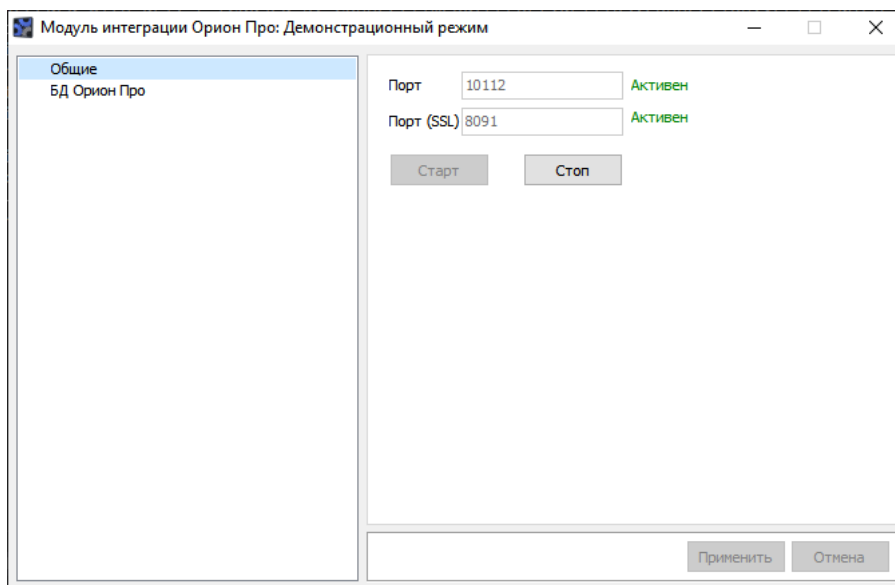 Модуль интеграции Орион Про: Демонстрационный режим
Общие
БД Орион Про
Порт 10112 Активен
Порт (SSL) 8091 Активен
Старт Стоп
Применить Отмена